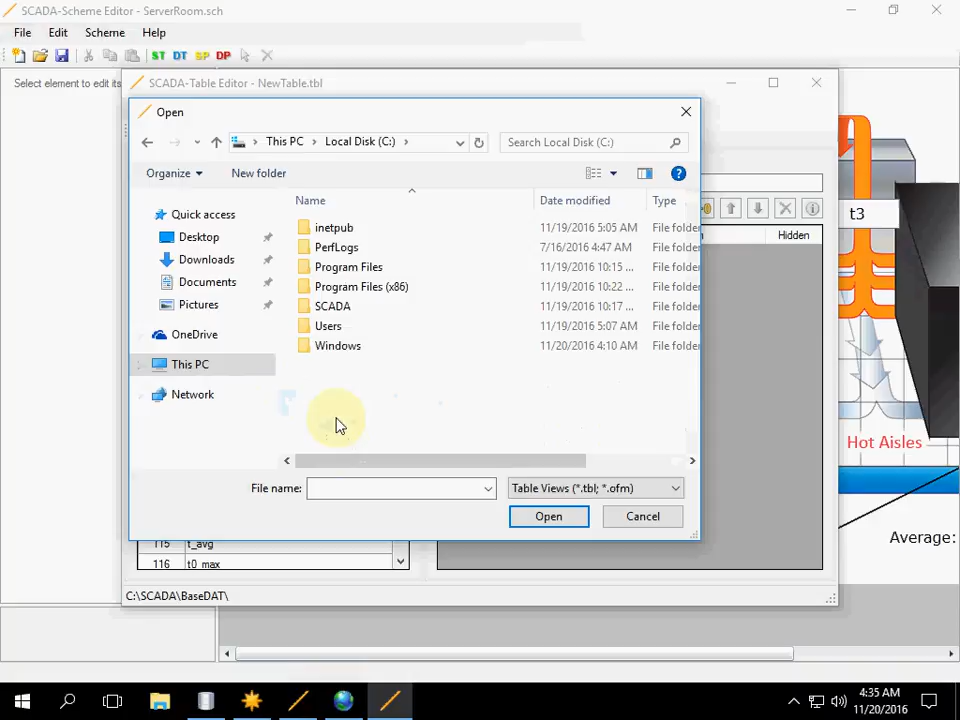 SCADA-Scheme Editor - ServerRoom.sch
File Edit Scheme Help
ST DT SP DP
Select element to edit its
SCADA-Table Editor - NewTable.tbl
Open
This PC Local Disk (C:)
Search Local Disk (C:)
Organize New folder
Name Date modified Type
Quick access
Desktop
Downloads
Documents
Pictures
OneDrive
This PC
Network
inetpub 11/19/2016 5:05 AM File folder
PerfLogs 7/16/2016 4:47 AM File folder
Program Files 11/19/2016 10:15 ... File folder
Program Files (x86) 11/19/2016 10:22 ... File folder
SCADA 11/19/2016 10:17 ... File folder
Users 11/19/2016 5:07 AM File folder
Windows 11/20/2016 4:10 AM File folder
File name:
Table Views (*.tbl; *.ofm)
Open Cancel
Hidden
t3
Hot Aisles
Average:
115 t_avg
116 t0_max
C:\SCADA\BaseDAT\
4:35 AM
11/20/2016